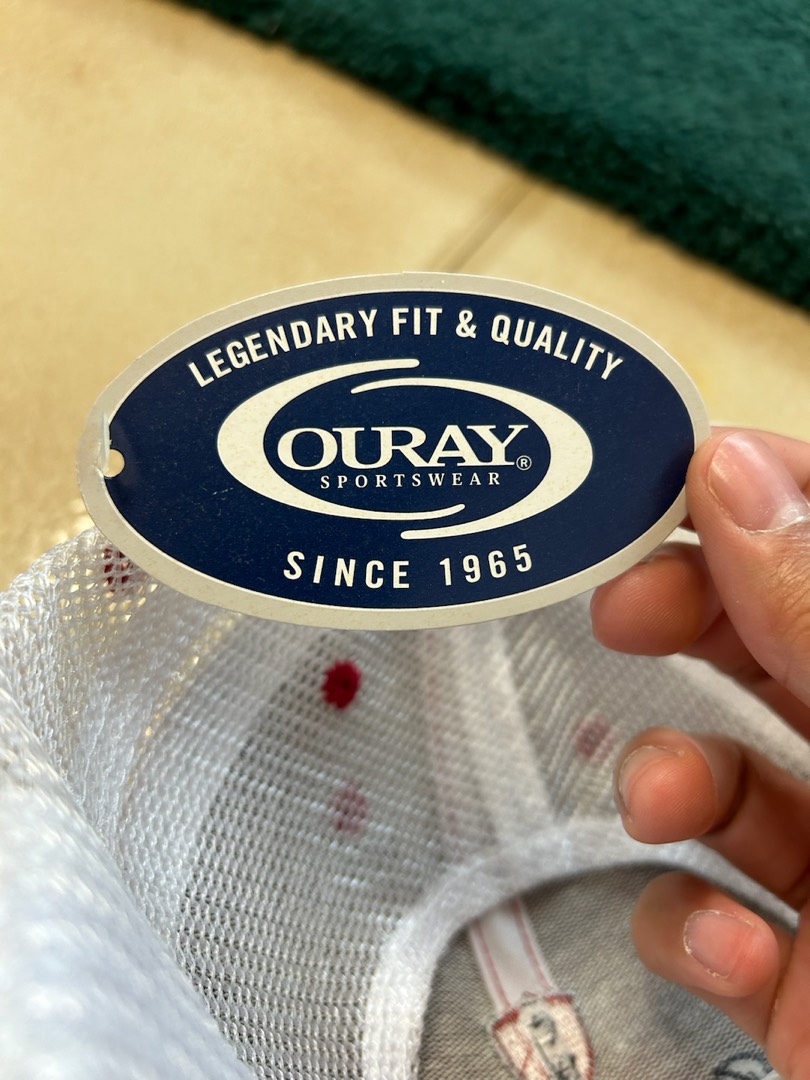 LEGENDARY FIT & QUALITY
OURAY®
SPORTSWEAR
SINCE 1965